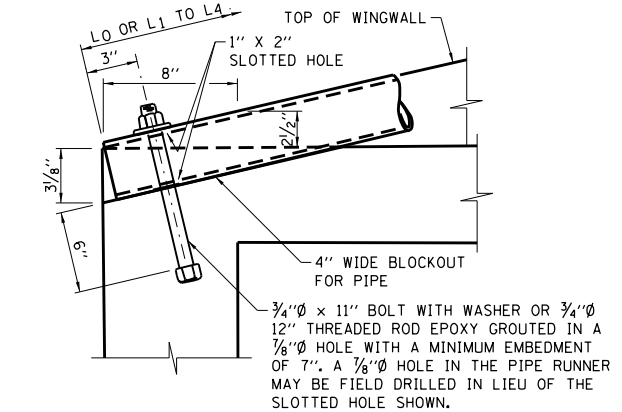 L0 OR L1 TO L4
TOP OF WINGWALL
3"
1" X 2"
SLOTTED HOLE
8"
2½"
3⅛"
6"
4" WIDE BLOCKOUT
FOR PIPE
¾"Ø × 11" BOLT WITH WASHER OR ¾"Ø
12" THREADED ROD EPOXY GROUTED IN A
⅞"Ø HOLE WITH A MINIMUM EMBEDMENT
OF 7". A ⅞"Ø HOLE IN THE PIPE RUNNER
MAY BE FIELD DRILLED IN LIEU OF THE
SLOTTED HOLE SHOWN.